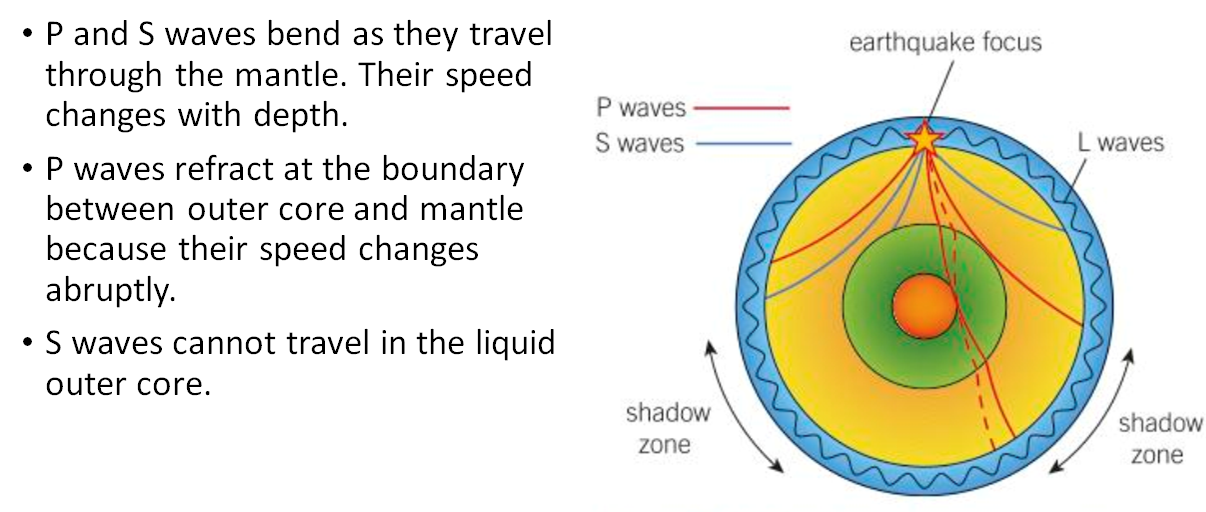 • P and S waves bend as they travel
through the mantle. Their speed
changes with depth.
• P waves refract at the boundary
between outer core and mantle
because their speed changes
abruptly.
• S waves cannot travel in the liquid
outer core.
earthquake focus
P waves
S waves
L waves
shadow
zone
shadow
zone